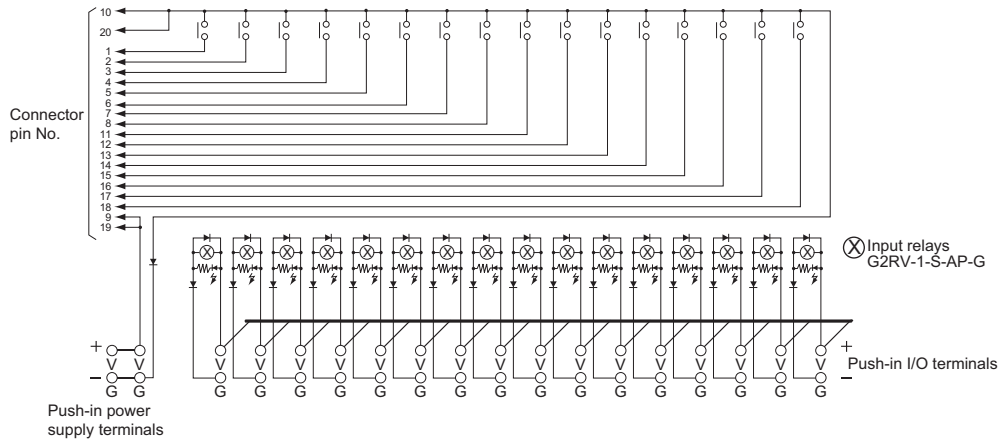 10
20
1
2
3
4
5
6
7
8
11
12
13
14
15
16
17
18
9
19
Connector
pin No.
Input relays
G2RV-1-S-AP-G
+
V V
−
G G
Push-in power
supply terminals
V V V V V V V V V V V V V V V V
G G G G G G G G G G G G G G G G
+
Push-in I/O terminals
−